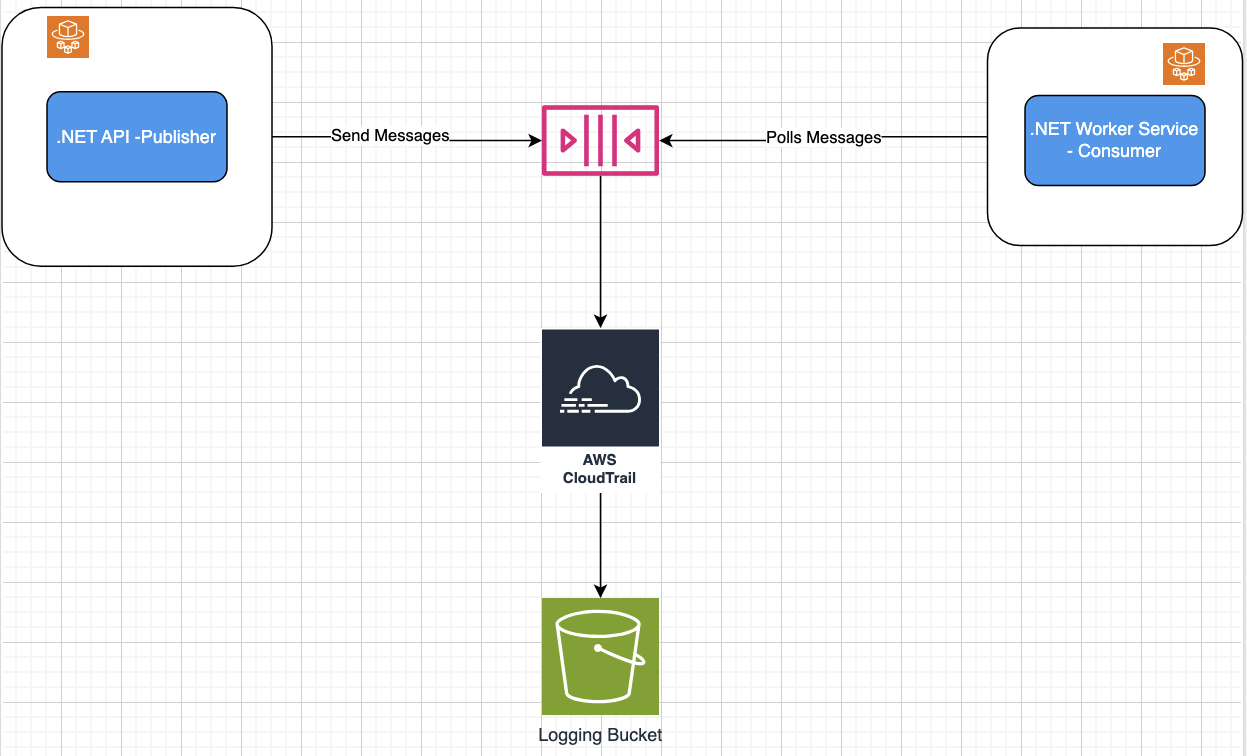 .NET API -Publisher
Send Messages
Polls Messages
.NET Worker Service
- Consumer
AWS
CloudTrail
Logging Bucket